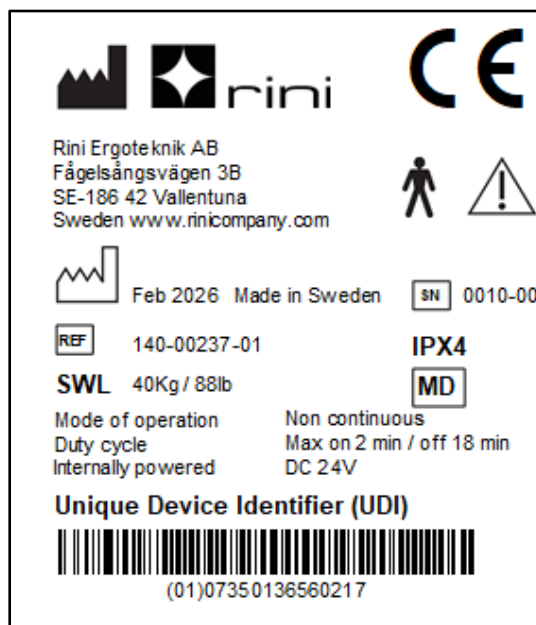 rini
CE
Rini Ergoteknik AB
Fågelsångsvägen 3B
SE-186 42 Vallentuna
Sweden www.rinicompany.com
Feb 2026 Made in Sweden
SN 0010-00
REF 140-00237-01
IPX4
SWL 40Kg / 88lb
MD
Mode of operation Non continuous
Duty cycle Max on 2 min / off 18 min
Internally powered DC 24V
Unique Device Identifier (UDI)
(01)07350136560217